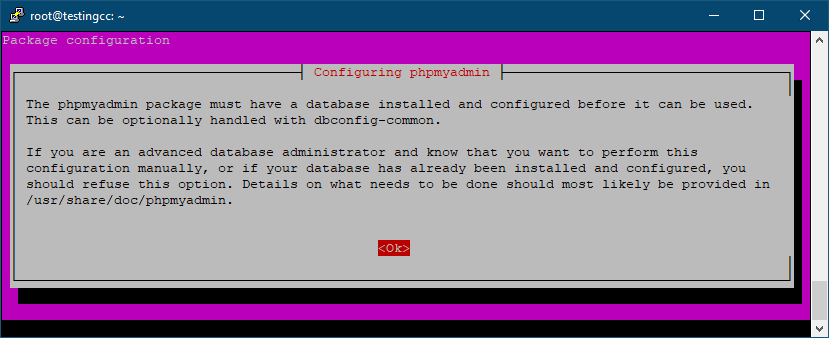 root@testingcc: ~
Package configuration
Configuring phpmyadmin
The phpmyadmin package must have a database installed and configured before it can be used.
This can be optionally handled with dbconfig-common.
If you are an advanced database administrator and know that you want to perform this
configuration manually, or if your database has already been installed and configured, you
should refuse this option. Details on what needs to be done should most likely be provided in
/usr/share/doc/phpmyadmin.
<Ok>